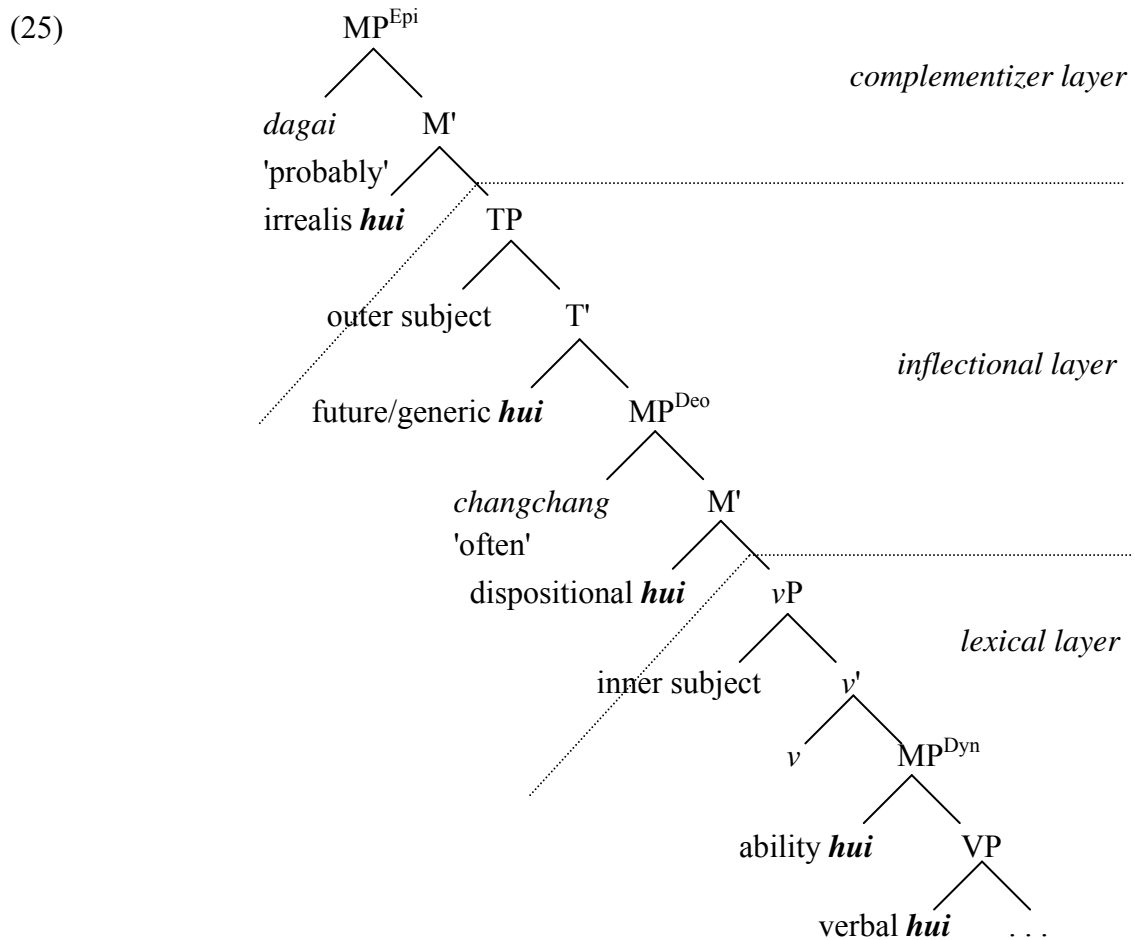 (25)
MP^Epi
complementizer layer
dagai M'
'probably'
irrealis hui TP
outer subject T'
inflectional layer
future/generic hui MP^Deo
changchang M'
'often'
dispositional hui vP
lexical layer
inner subject v'
v MP^Dyn
ability hui VP
verbal hui . . .